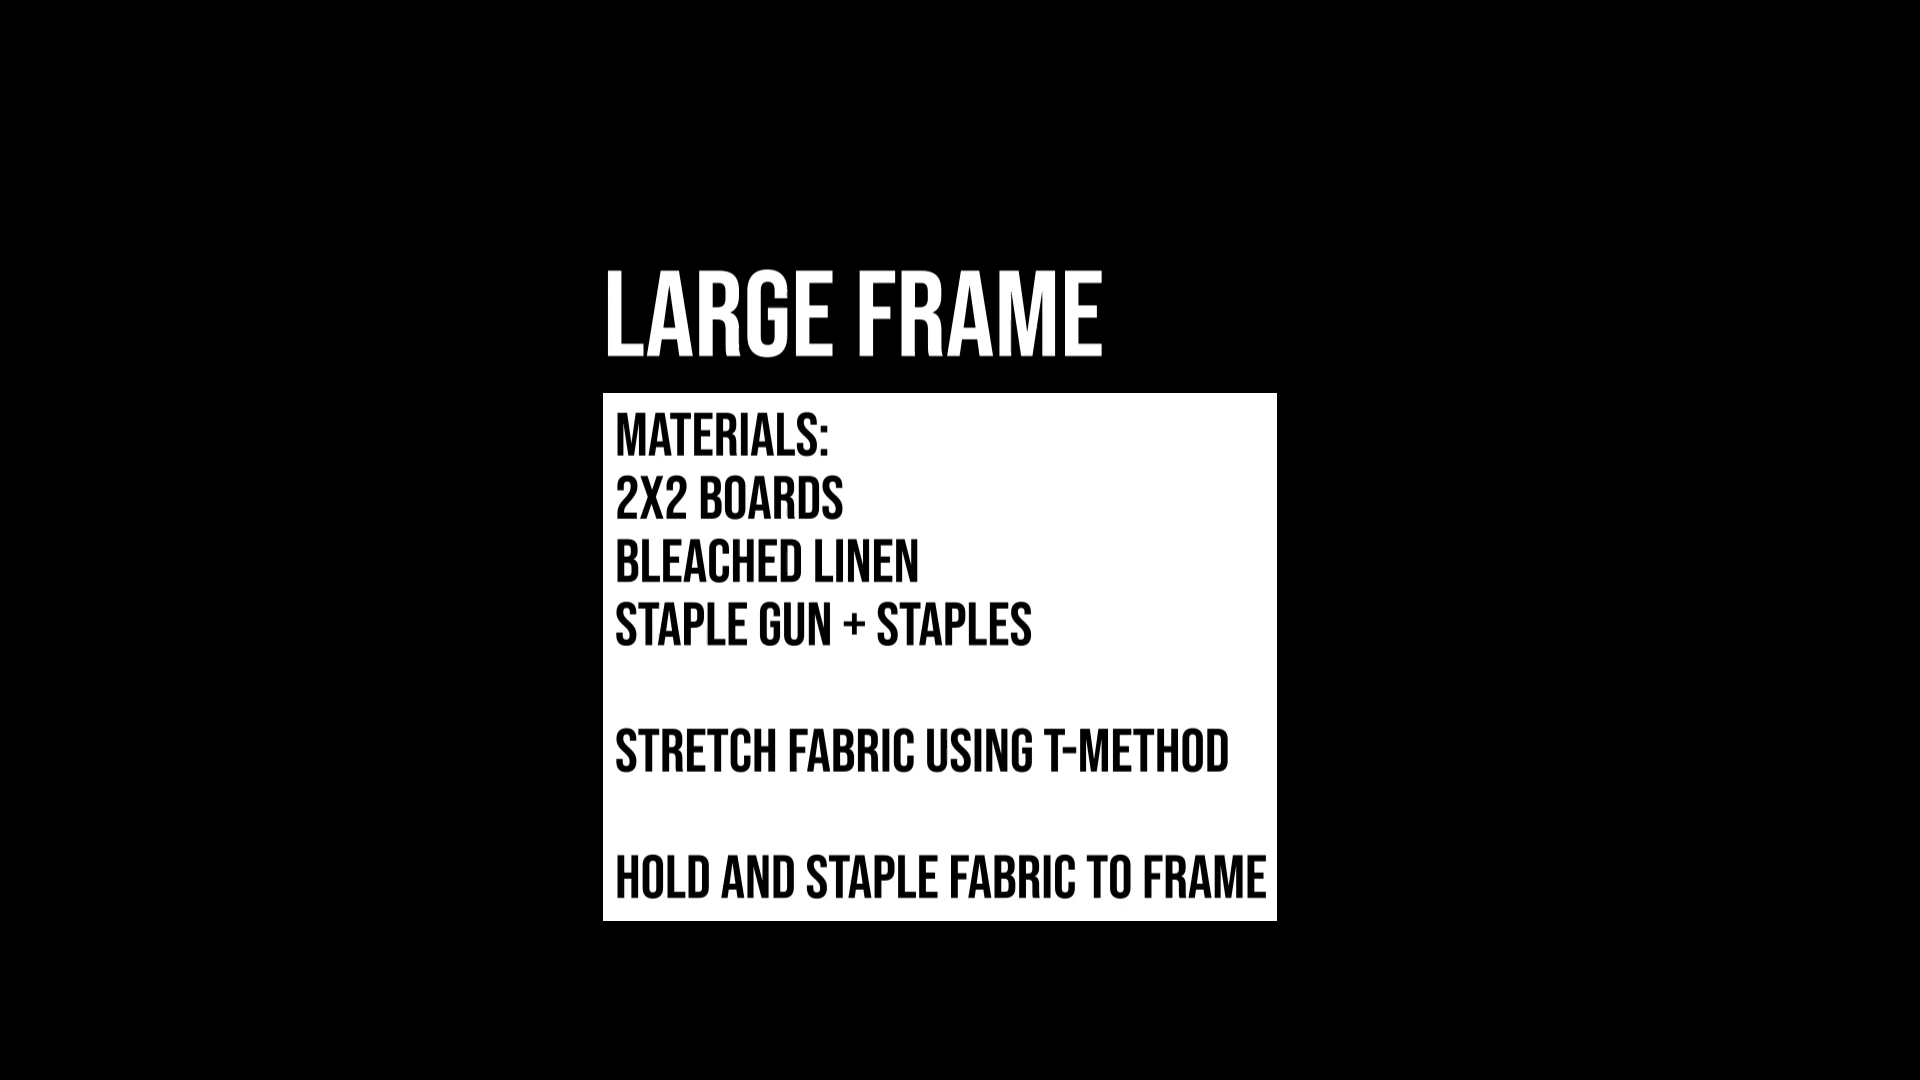 LARGE FRAME
MATERIALS:
2X2 BOARDS
BLEACHED LINEN
STAPLE GUN + STAPLES
STRETCH FABRIC USING T-METHOD
HOLD AND STAPLE FABRIC TO FRAME